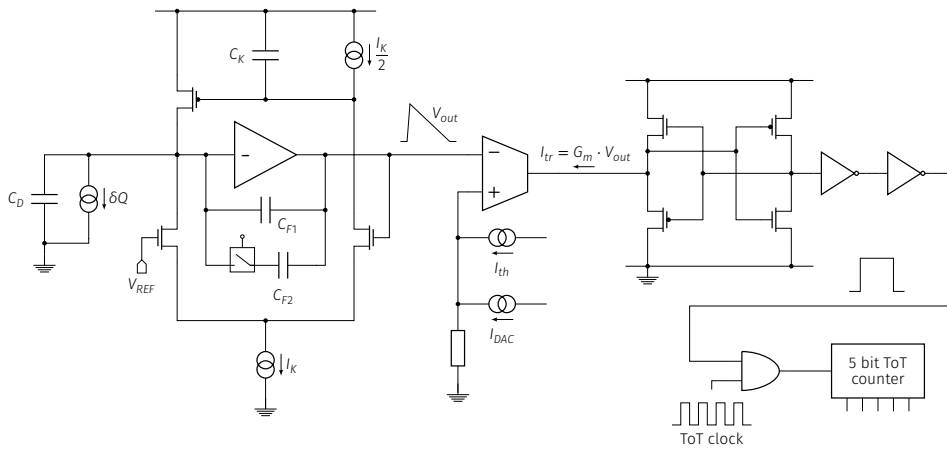 C_K
I_K
2
V_out
I_tr = G_m · V_out
−
−
+
C_D
δQ
C_F1
C_F2
V_REF
I_th
I_DAC
I_K
5 bit ToT
counter
ToT clock